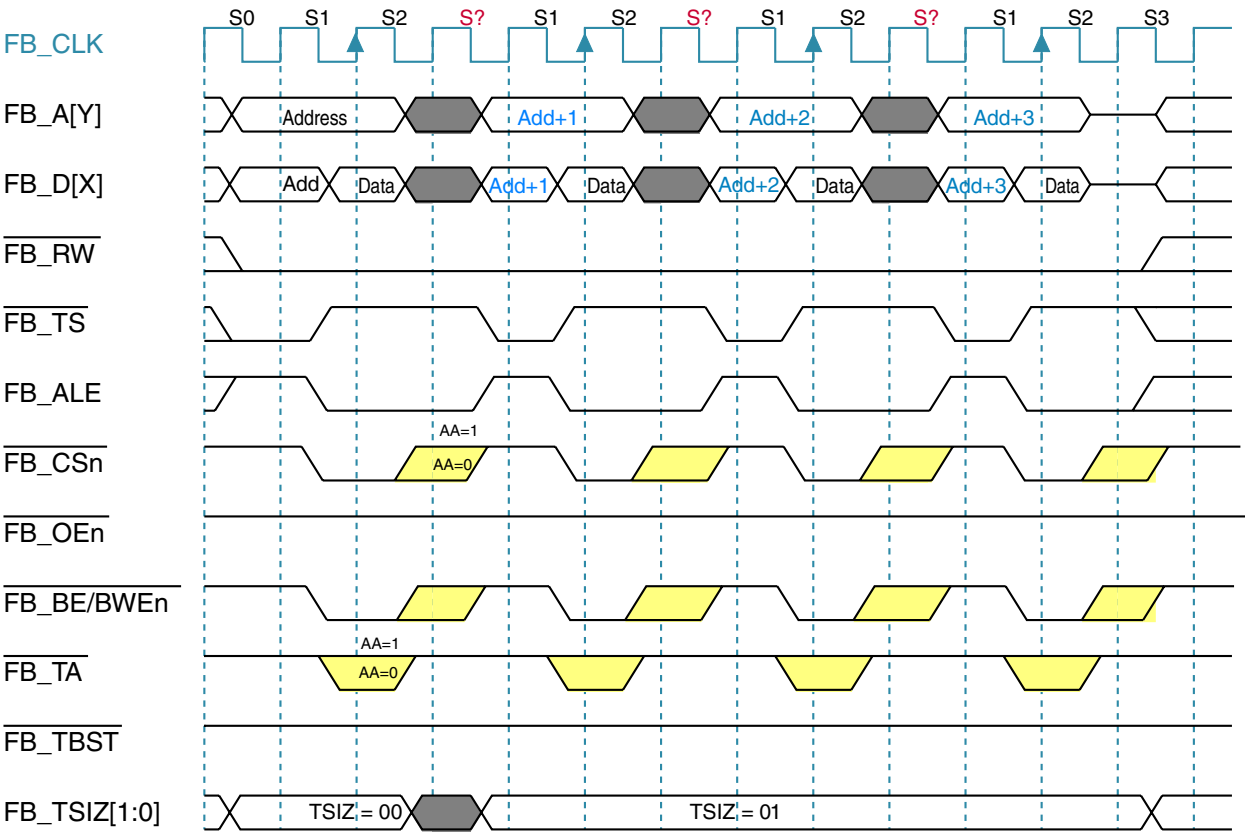 S0 S1 S2 S? S1 S2 S? S1 S2 S? S1 S2 S3
FB_CLK
FB_A[Y] Address Add+1 Add+2 Add+3
FB_D[X] Add Data Add+1 Data Add+2 Data Add+3 Data
FB_RW
FB_TS
FB_ALE
AA=1
FB_CSn AA=0
FB_OEn
FB_BE/BWEn
AA=1
FB_TA AA=0
FB_TBST
FB_TSIZ[1:0] TSIZ = 00 TSIZ = 01